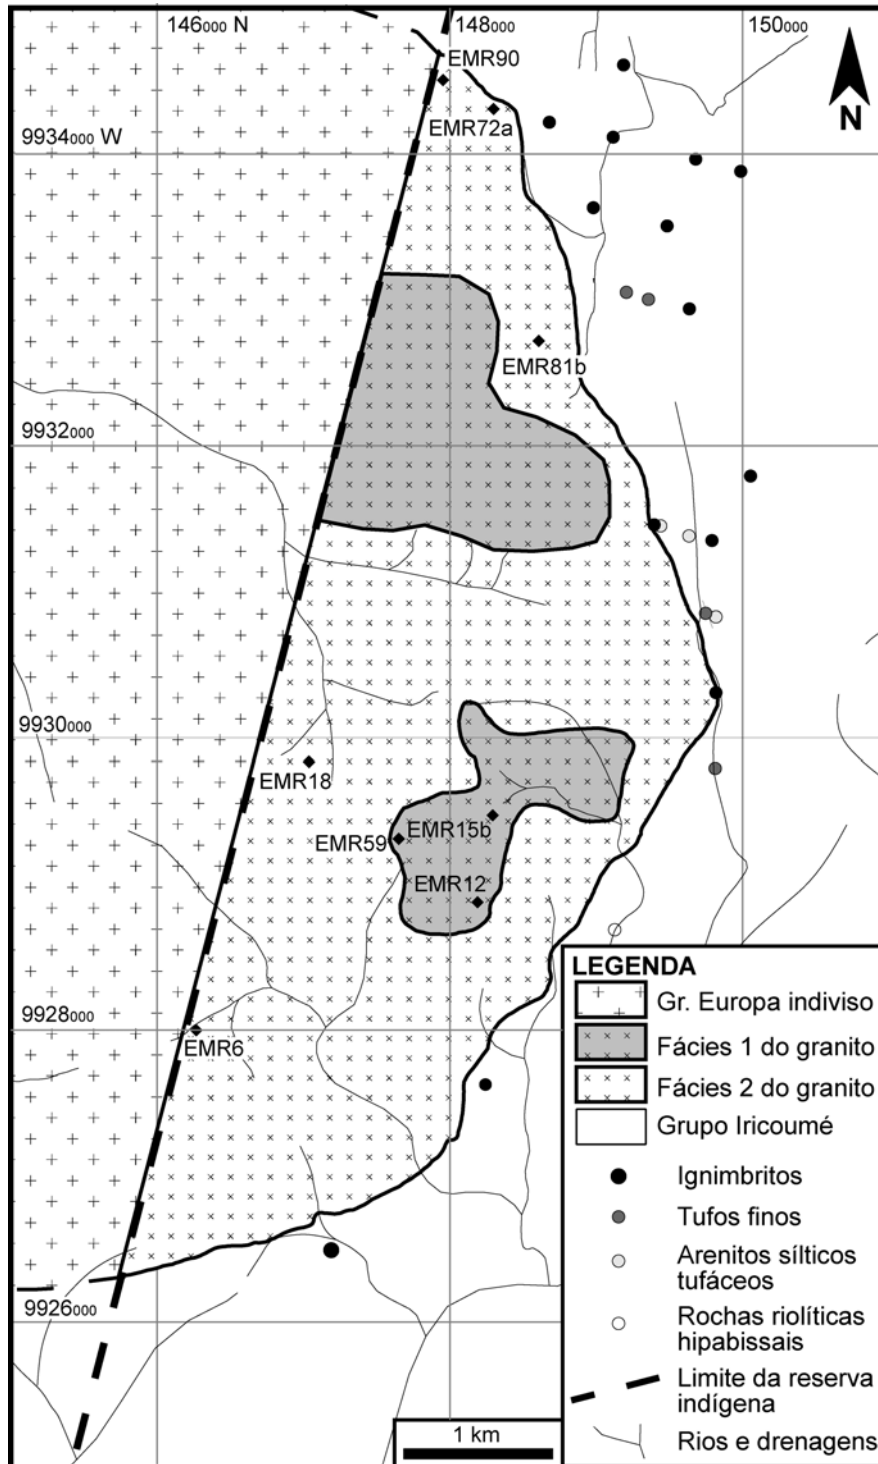 146000 N
148000
150000
EMR90
EMR72a
N
9934000 W
EMR81b
9932000
9930000
EMR18
EMR59
EMR15b
EMR12
9928000
EMR6
9926000
LEGENDA
Gr. Europa indiviso
Fácies 1 do granito
Fácies 2 do granito
Grupo Iricoumé
Ignimbritos
Tufos finos
Arenitos sílticos
tufáceos
Rochas riolíticas
hipabissais
Limite da reserva
indígena
Rios e drenagens
1 km